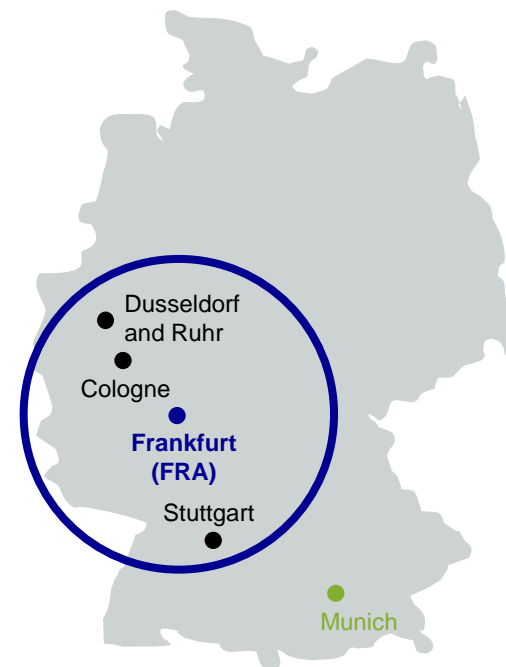 Dusseldorf
and Ruhr
Cologne
Frankfurt
(FRA)
Stuttgart
Munich